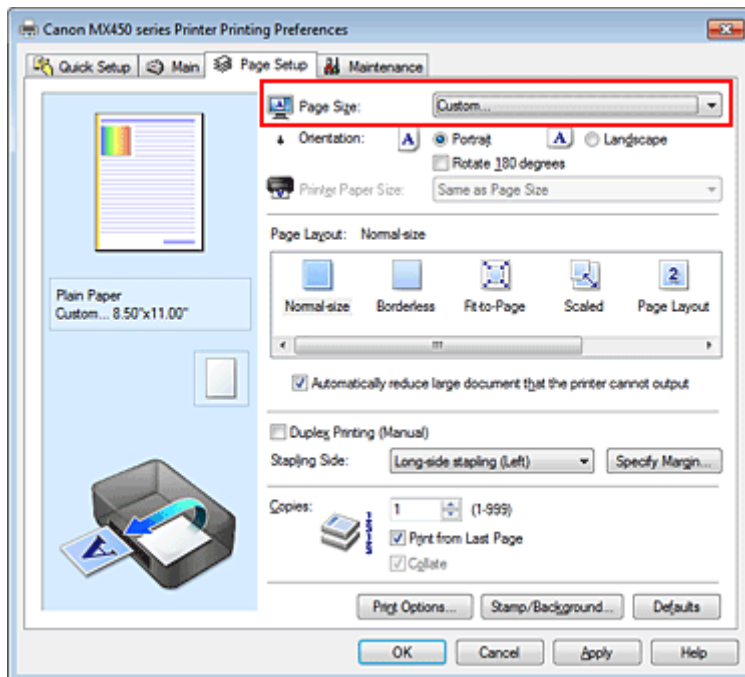 Canon MX450 series Printer Printing Preferences
Quick Setup Main Page Setup Maintenance
Page Size: Custom...
Orientation: A Portrait A Landscape
Rotate 180 degrees
Printer Paper Size: Same as Page Size
Page Layout: Normal-size
2
Normal-size Borderless Fit-to-Page Scaled Page Layout
Plain Paper
Custom... 8.50"x11.00"
Automatically reduce large document that the printer cannot output
Duplex Printing (Manual)
Stapling Side: Long-side stapling (Left) Specify Margin...
Copies: 1 (1-999)
Print from Last Page
Collate
A
Print Options... Stamp/Background... Defaults
OK Cancel Apply Help